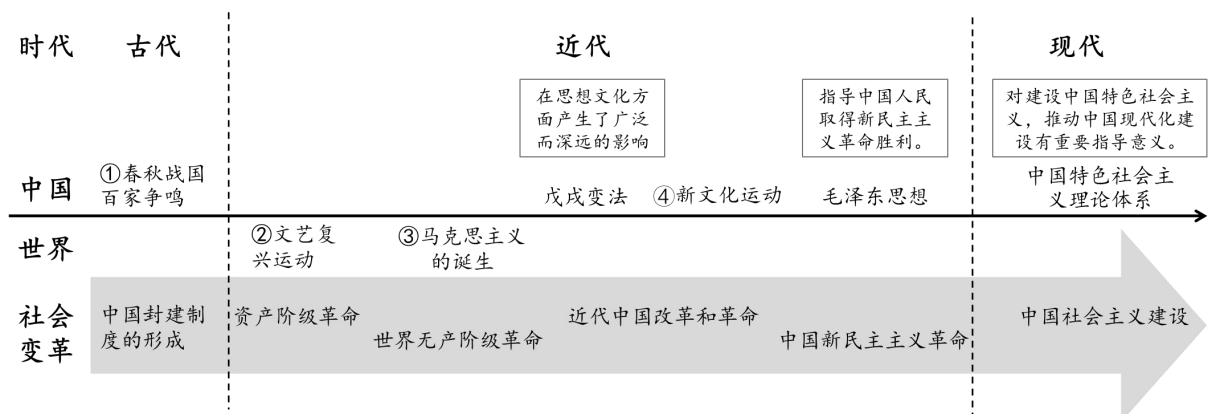 时代 古代 近代 现代
在思想文化方
面产生了广泛
而深远的影响
指导中国人民
取得新民主主
义革命胜利。
对建设中国特色社会主
义，推动中国现代化建
设有重要指导意义。
中国
①春秋战国
百家争鸣
戊戌变法
④新文化运动
毛泽东思想
中国特色社会主
义理论体系
世界
②文艺复
兴运动
③马克思主义
的诞生
社会
变革
中国封建制
度的形成
资产阶级革命
世界无产阶级革命
近代中国改革和革命
中国新民主主义革命
中国社会主义建设